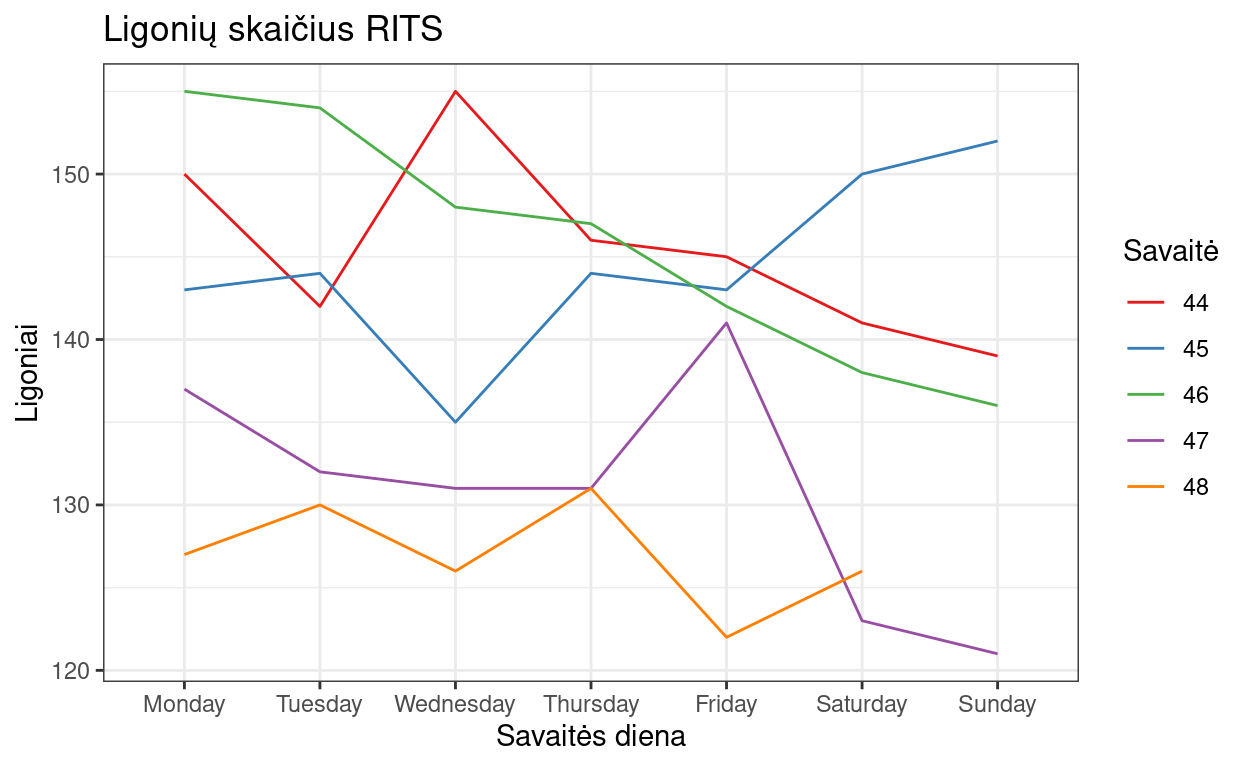 Ligonių skaičius RITS
Ligoniai
150
140
130
120
Monday Tuesday Wednesday Thursday Friday Saturday Sunday
Savaitės diena
Savaitė
44
45
46
47
48